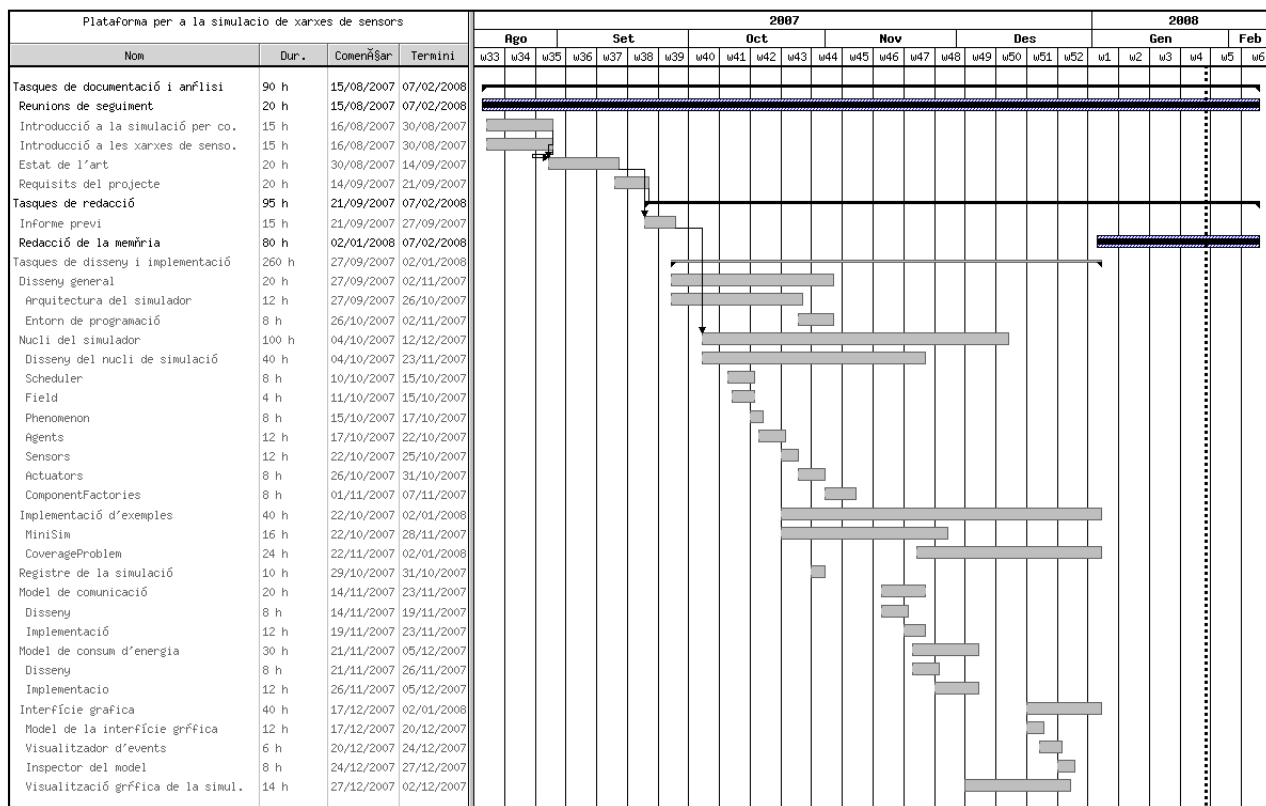 Plataforma per a la simulacio de xarxes de sensors 2007 2008
Ago Set Oct Nov Des Gen Feb
Nom Dur. ComenÃ§ar Termini w33 w34 w35 w36 w37 w38 w39 w40 w41 w42 w43 w44 w45 w46 w47 w48 w49 w50 w51 w52 w1 w2 w3 w4 w5 w6
Tasques de documentació i anŕlisi 90 h 15/08/2007 07/02/2008
Reunions de seguiment 20 h 15/08/2007 07/02/2008
Introducció a la simulació per co. 15 h 16/08/2007 30/08/2007
Introducció a les xarxes de senso. 15 h 16/08/2007 30/08/2007
Estat de l'art 20 h 30/08/2007 14/09/2007
Requisits del projecte 20 h 14/09/2007 21/09/2007
Tasques de redacció 95 h 21/09/2007 07/02/2008
Informe previ 15 h 21/09/2007 27/09/2007
Redacció de la memňria 80 h 02/01/2008 07/02/2008
Tasques de disseny i implementació 260 h 27/09/2007 02/01/2008
Disseny general 20 h 27/09/2007 02/11/2007
Arquitectura del simulador 12 h 27/09/2007 26/10/2007
Entorn de programació 8 h 26/10/2007 02/11/2007
Nucli del simulador 100 h 04/10/2007 12/12/2007
Disseny del nucli de simulació 40 h 04/10/2007 23/11/2007
Scheduler 8 h 10/10/2007 15/10/2007
Field 4 h 11/10/2007 15/10/2007
Phenomenon 8 h 15/10/2007 17/10/2007
Agents 12 h 17/10/2007 22/10/2007
Sensors 12 h 22/10/2007 25/10/2007
Actuators 8 h 26/10/2007 31/10/2007
ComponentFactories 8 h 01/11/2007 07/11/2007
Implementació d'exemples 40 h 22/10/2007 02/01/2008
MiniSim 16 h 22/10/2007 28/11/2007
CoverageProblem 24 h 22/11/2007 02/01/2008
Registre de la simulació 10 h 29/10/2007 31/10/2007
Model de comunicació 20 h 14/11/2007 23/11/2007
Disseny 8 h 14/11/2007 19/11/2007
Implementació 12 h 19/11/2007 23/11/2007
Model de consum d'energia 30 h 21/11/2007 05/12/2007
Disseny 8 h 21/11/2007 26/11/2007
Implementacio 12 h 26/11/2007 05/12/2007
Interfície grafica 40 h 17/12/2007 02/01/2008
Model de la interfície grŕfica 12 h 17/12/2007 20/12/2007
Visualitzador d'events 6 h 20/12/2007 24/12/2007
Inspector del model 8 h 24/12/2007 27/12/2007
Visualització grŕfica de la simul. 14 h 27/12/2007 02/12/2007